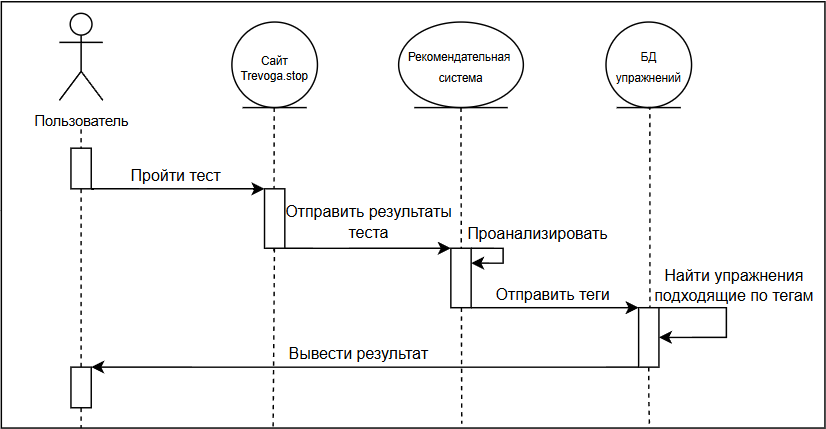 Пользователь
Сайт
Trevoga.stop
Рекомендательная
система
БД
упражнений
Пройти тест
Отправить результаты
теста
Проанализировать
Отправить теги
Найти упражнения
подходящие по тегам
Вывести результат